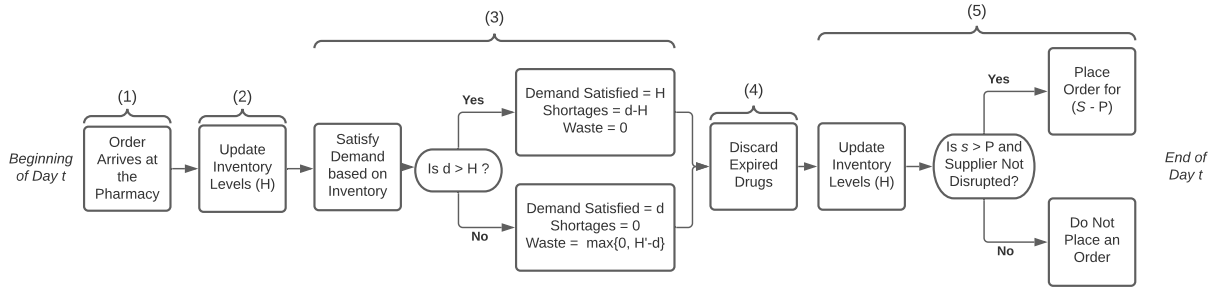 Beginning
of Day t
(1)
Order
Arrives at
the
Pharmacy
(2)
Update
Inventory
Levels (H)
(3)
Satisfy
Demand
based on
Inventory
Is d > H ?
Yes
Demand Satisfied = H
Shortages = d-H
Waste = 0
No
Demand Satisfied = d
Shortages = 0
Waste = max{0, H'-d}
(4)
Discard
Expired
Drugs
(5)
Update
Inventory
Levels (H)
Is s > P and
Supplier Not
Disrupted?
Yes
Place
Order for
(S - P)
No
Do Not
Place an
Order
End of
Day t